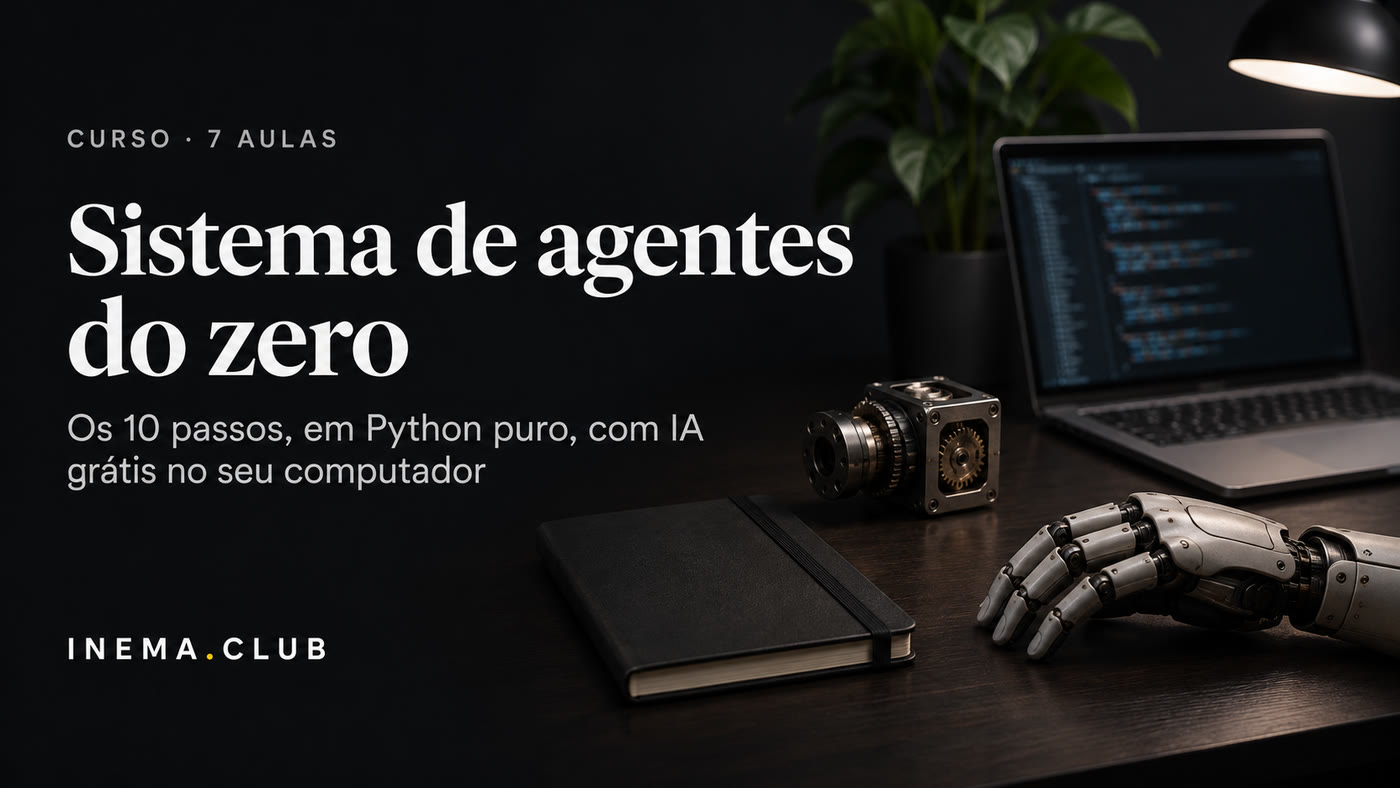 CURSO · 7 AULAS
Sistema de agentes
do zero
Os 10 passos, em Python puro, com IA
grátis no seu computador
INEMA.CLUB